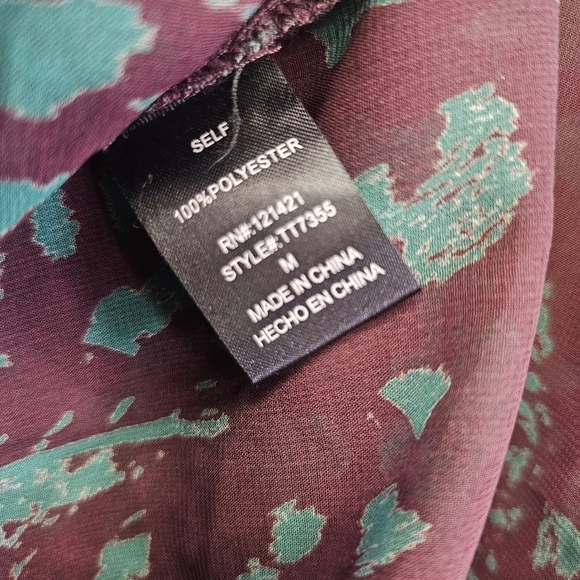 SELF
100%POLYESTER
RN#:121421
STYLE#:TT7355
M
MADE IN CHINA
HECHO EN CHINA